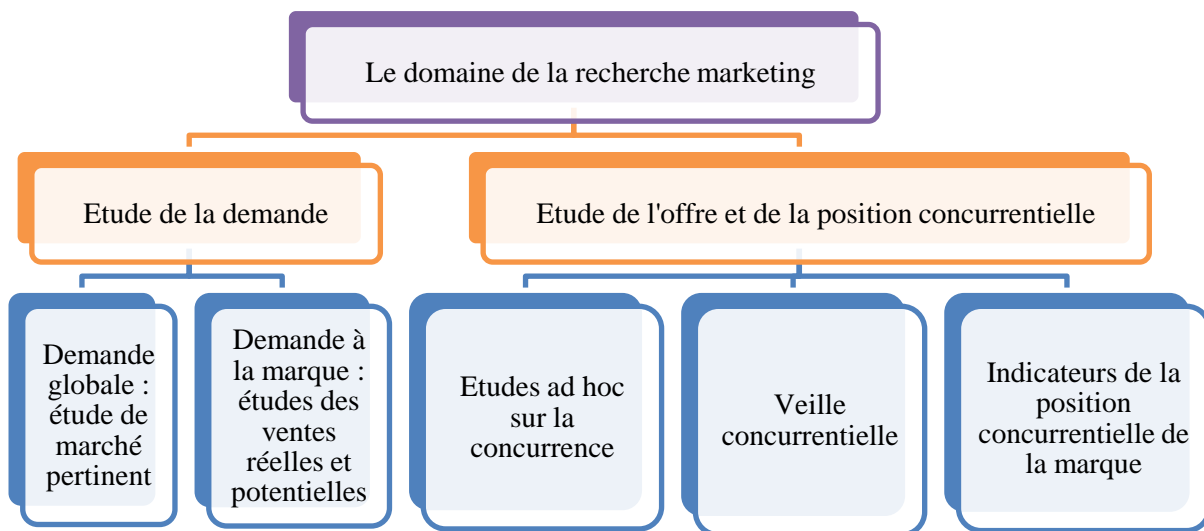 Le domaine de la recherche marketing
Etude de la demande
Etude de l'offre et de la position concurrentielle
Demande
globale :
étude de
marché
pertinent
Demande à
la marque :
études des
ventes
réelles et
potentielles
Etudes ad hoc
sur la
concurrence
Veille
concurrentielle
Indicateurs de la
position
concurrentielle de
la marque